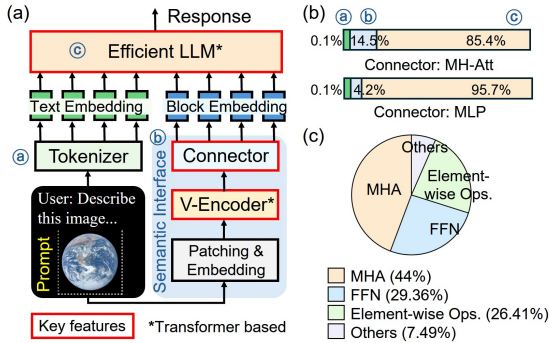 (a)
Response
ⓒ Efficient LLM*
Text Embedding
Block Embedding
ⓐ
Tokenizer
ⓑ
Connector
V-Encoder*
Patching &
Embedding
Semantic Interface
User: Describe
this image...
Prompt
Key features
*Transformer based
(b)
ⓐ ⓑ ⓒ
0.1% 14.5% 85.4%
Connector: MH-Att
0.1% 4.2% 95.7%
Connector: MLP
(c)
Others
MHA
Element-
wise Ops.
FFN
MHA (44%)
FFN (29.36%)
Element-wise Ops. (26.41%)
Others (7.49%)